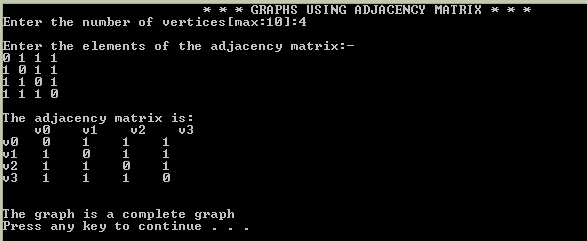 * * * GRAPHS USING ADJACENCY MATRIX * * *
Enter the number of vertices[max:10]:4
Enter the elements of the adjacency matrix:-
0 1 1 1
1 0 1 1
1 1 0 1
1 1 1 0
The adjacency matrix is:
v0 v1 v2 v3
v0 0 1 1 1
v1 1 0 1 1
v2 1 1 0 1
v3 1 1 1 0
The graph is a complete graph
Press any key to continue . . .